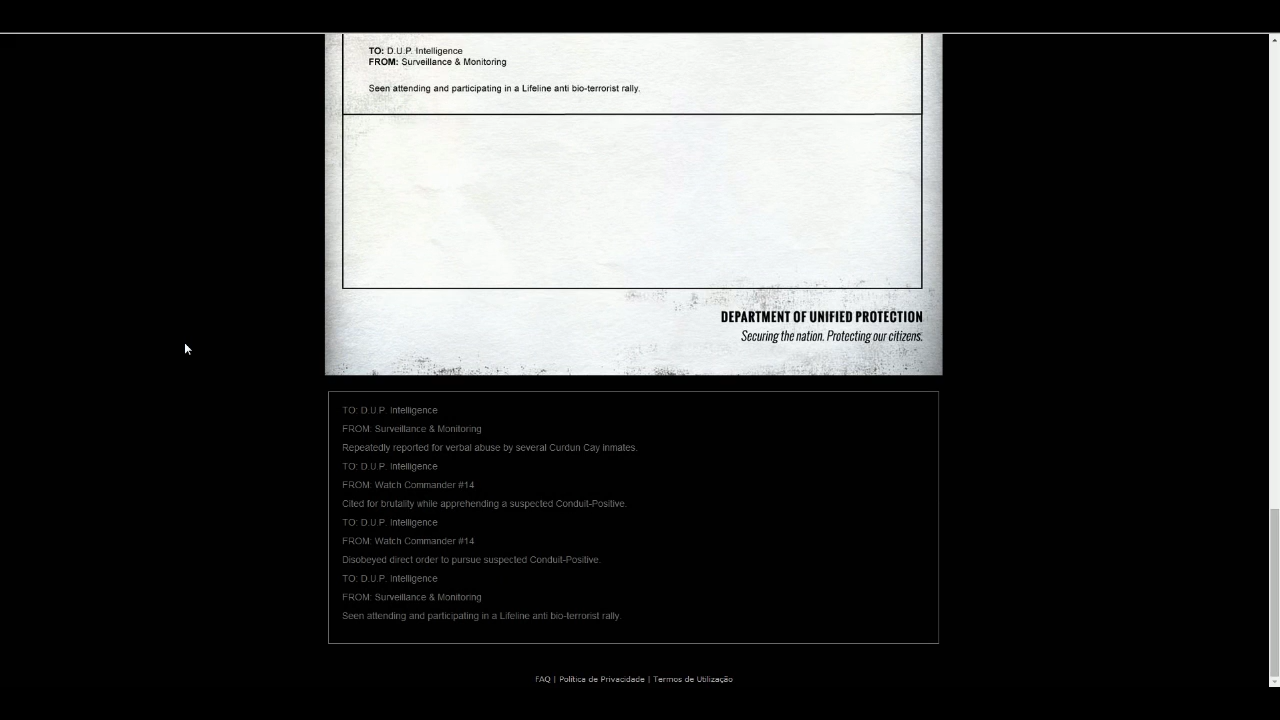 TO: D.U.P. Intelligence
FROM: Surveillance & Monitoring
Seen attending and participating in a Lifeline anti bio-terrorist rally.
DEPARTMENT OF UNIFIED PROTECTION
Securing the nation. Protecting our citizens.
TO: D.U.P. Intelligence
FROM: Surveillance & Monitoring
Repeatedly reported for verbal abuse by several Curdun Cay inmates.
TO: D.U.P. Intelligence
FROM: Watch Commander #14
Cited for brutality while apprehending a suspected Conduit-Positive.
TO: D.U.P. Intelligence
FROM: Watch Commander #14
Disobeyed direct order to pursue suspected Conduit-Positive.
TO: D.U.P. Intelligence
FROM: Surveillance & Monitoring
Seen attending and participating in a Lifeline anti bio-terrorist rally.
FAQ | Política de Privacidade | Termos de Utilização